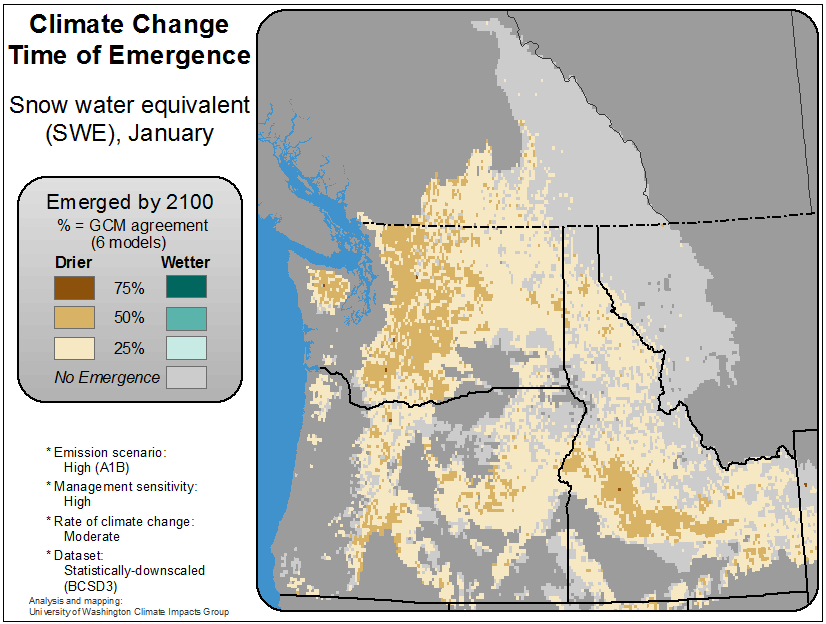 Climate Change
Time of Emergence
Snow water equivalent
(SWE), January
Emerged by 2100
% = GCM agreement
(6 models)
Drier Wetter
75%
50%
25%
No Emergence
* Emission scenario:
High (A1B)
* Management sensitivity:
High
* Rate of climate change:
Moderate
* Dataset:
Statistically-downscaled
(BCSD3)
Analysis and mapping:
University of Washington Climate Impacts Group